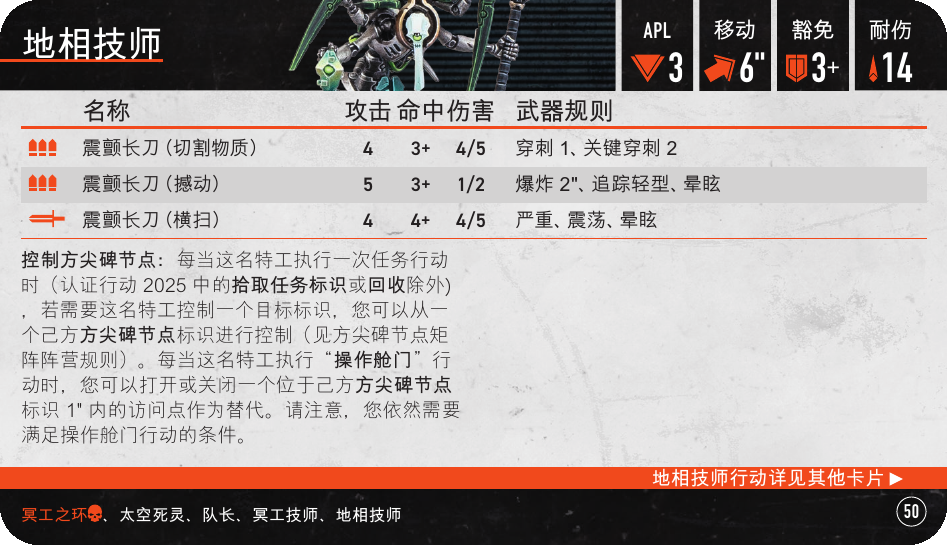 地相技师
APL 移动 豁免 耐伤
3 6" 3+ 14
名称 攻击 命中 伤害 武器规则
震颤长刀（切割物质） 4 3+ 4/5 穿刺 1、关键穿刺 2
震颤长刀（撼动） 5 3+ 1/2 爆炸 2"、追踪轻型、晕眩
震颤长刀（横扫） 4 4+ 4/5 严重、震荡、晕眩
控制方尖碑节点：每当这名特工执行一次任务行动
时（认证行动 2025 中的拾取任务标识或回收除外)
，若需要这名特工控制一个目标标识，您可以从一
个己方方尖碑节点标识进行控制（见方尖碑节点矩
阵阵营规则）。每当这名特工执行“操作舱门”行
动时，您可以打开或关闭一个位于己方方尖碑节点
标识 1" 内的访问点作为替代。请注意，您依然需要
满足操作舱门行动的条件。
地相技师行动详见其他卡片▶
冥工之环、太空死灵、队长、冥工技师、地相技师
50